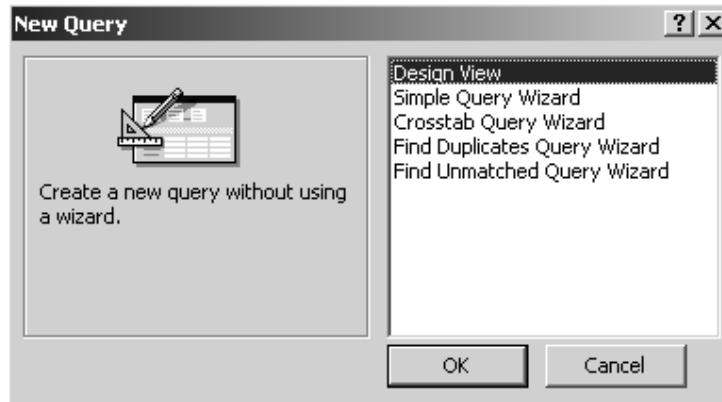 New Query
Create a new query without using
a wizard.
Design View
Simple Query Wizard
Crosstab Query Wizard
Find Duplicates Query Wizard
Find Unmatched Query Wizard
OK
Cancel